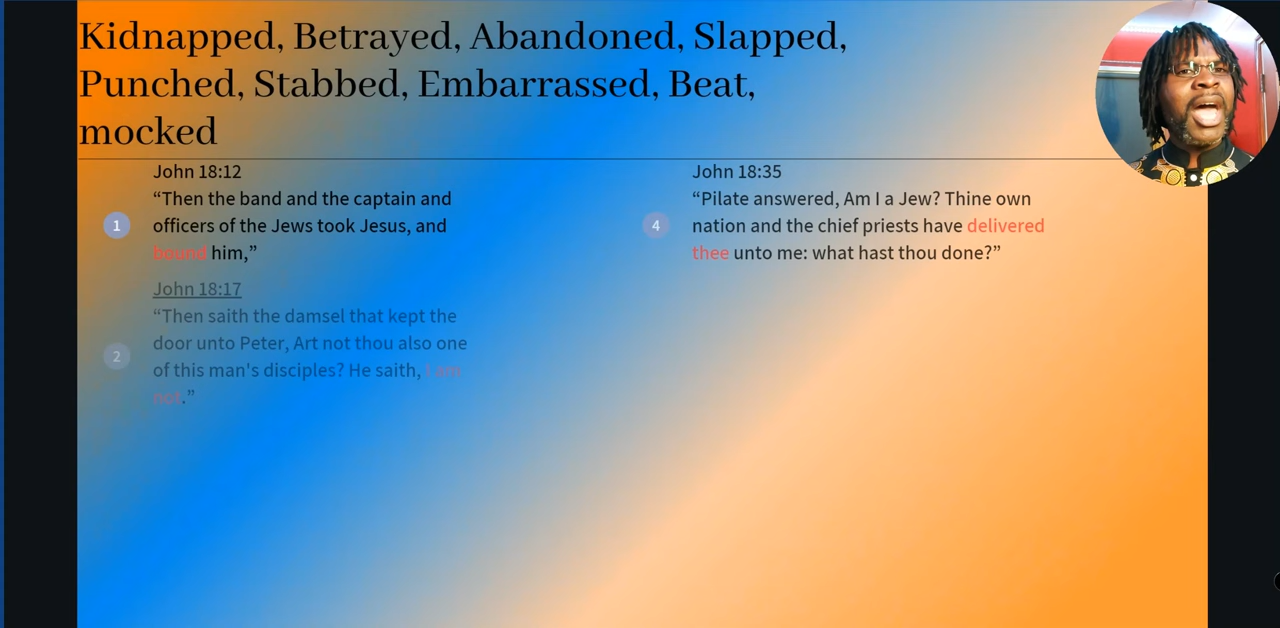 Kidnapped, Betrayed, Abandoned, Slapped,
Punched, Stabbed, Embarrassed, Beat,
mocked
1
John 18:12
“Then the band and the captain and
officers of the Jews took Jesus, and
bound him,”
2
John 18:17
“Then saith the damsel that kept the
door unto Peter, Art not thou also one
of this man's disciples? He saith, I am
not.”
4
John 18:35
“Pilate answered, Am I a Jew? Thine own
nation and the chief priests have delivered
thee unto me: what hast thou done?”